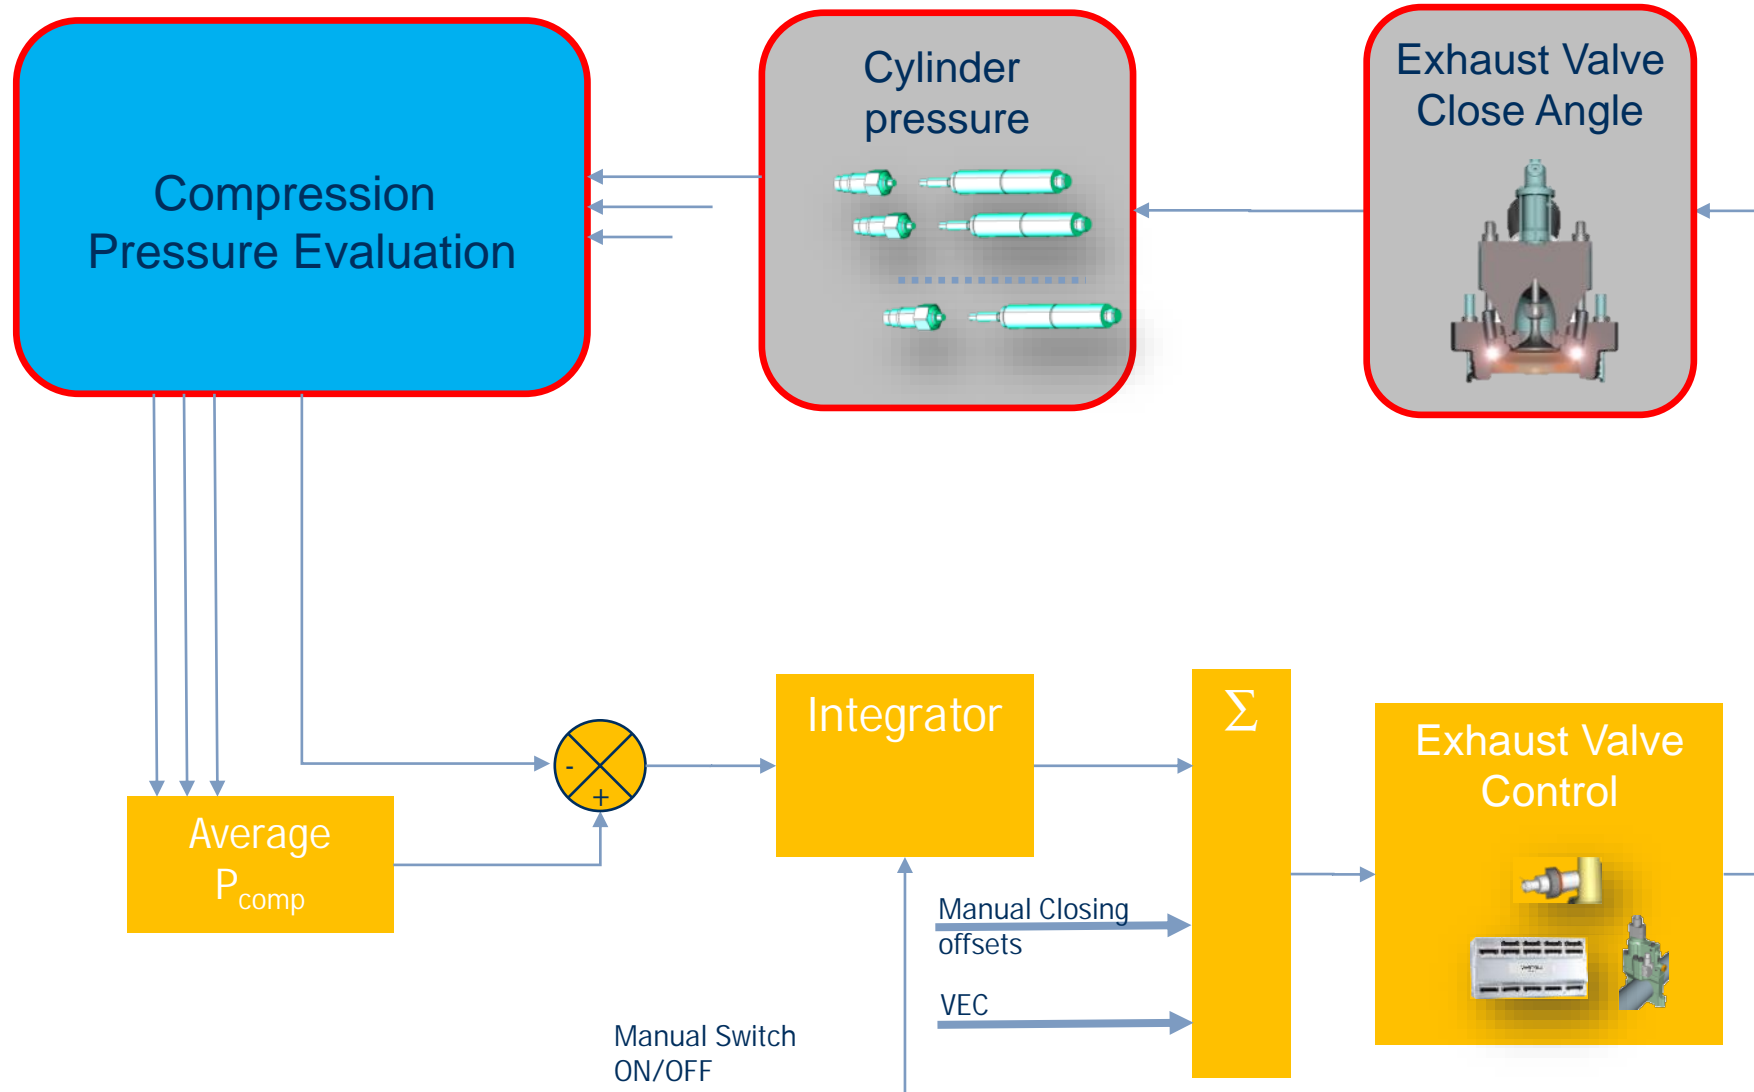 Compression
Pressure Evaluation
Cylinder
pressure
Exhaust Valve
Close Angle
-
+
Average
Pcomp
Integrator
Σ
Exhaust Valve
Control
Manual Closing
offsets
VEC
Manual Switch
ON/OFF